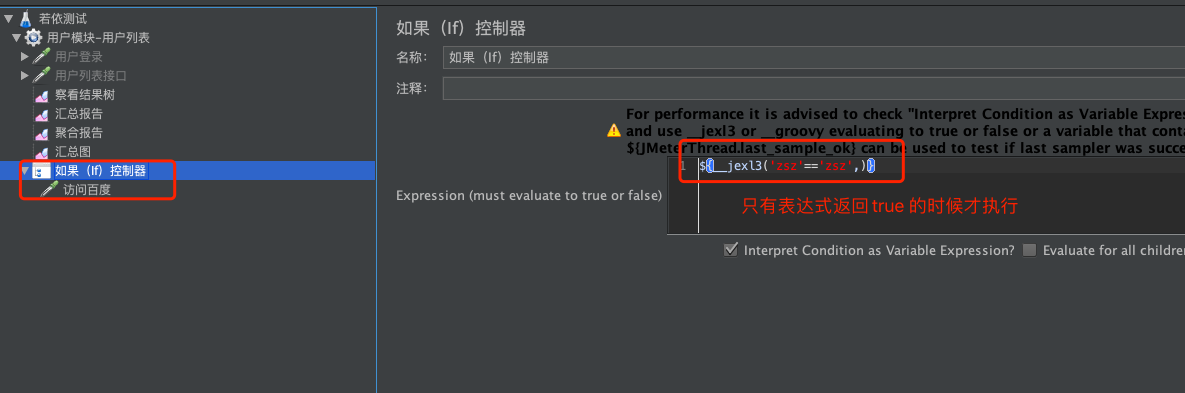 若依测试
用户模块-用户列表
用户登录
用户列表接口
察看结果树
汇总报告
聚合报告
汇总图
如果（If）控制器
访问百度
如果（If）控制器
名称：
如果（If）控制器
注释：
For performance it is advised to check "Interpret Condition as Variable Expres
and use __jexl3 or __groovy evaluating to true or false or a variable that cont
${JMeterThread.last_sample_ok} can be used to test if last sampler was succe
Expression (must evaluate to true or false)
1 ${__jexl3('zsz'=='zsz',)}
只有表达式返回 true 的时候才执行
Interpret Condition as Variable Expression?
Evaluate for all childre